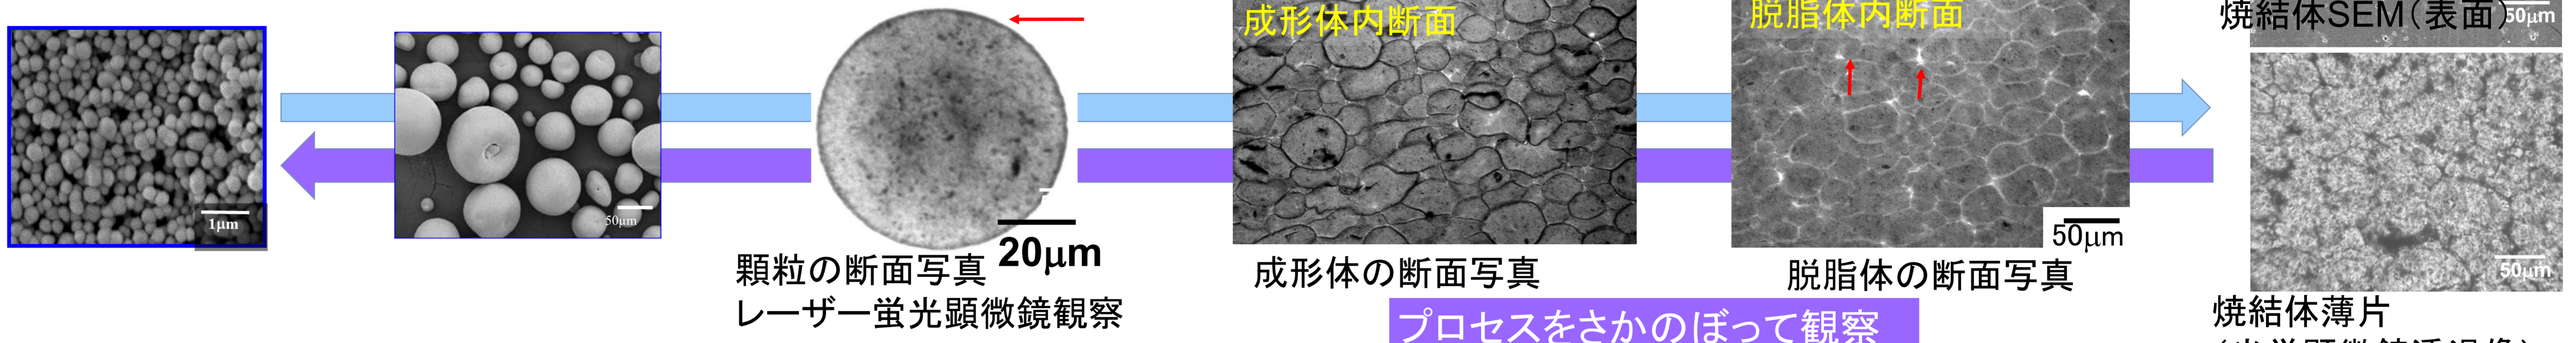 成形体内断面
脱脂体内断面
焼結体SEM(表面)
50μm
1μm
50μm
20μm
50μm
50μm
顆粒の断面写真
レーザー蛍光顕微鏡観察
成形体の断面写真
脱脂体の断面写真
プロセスをさかのぼって観察
焼結体薄片